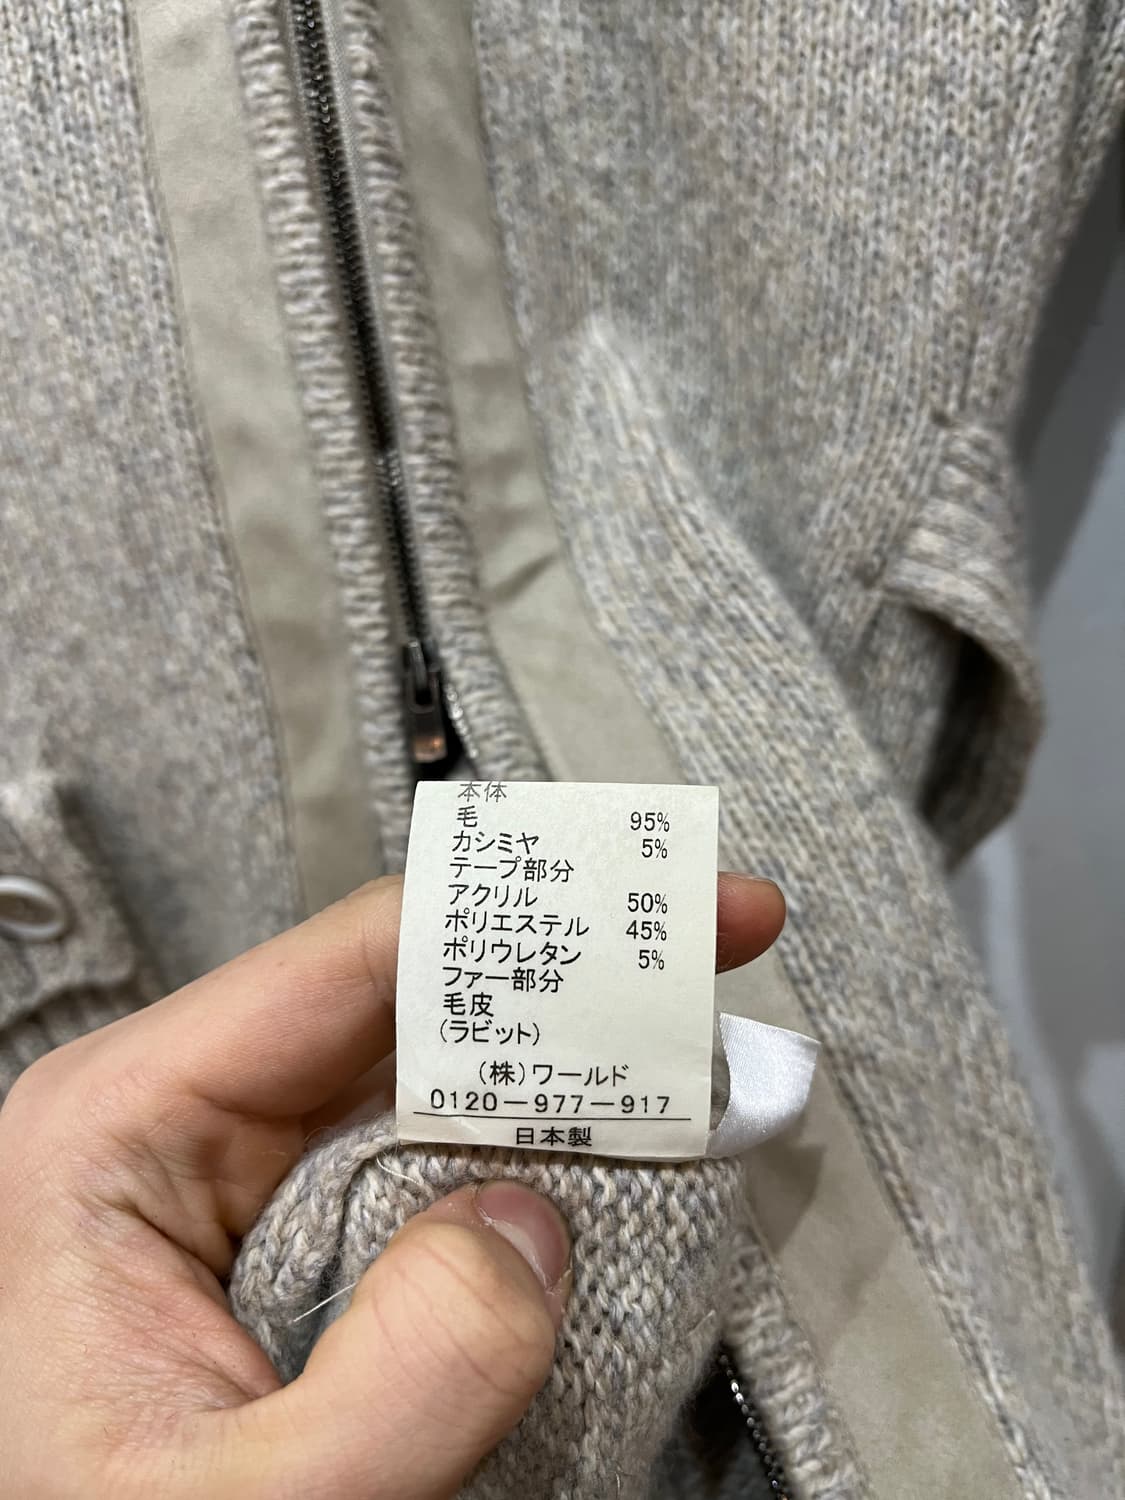 本体
毛 95%
カシミヤ 5%
テープ部分
アクリル 50%
ポリエステル 45%
ポリウレタン 5%
ファー部分
毛皮
(ラビット)
(株)ワールド
0120-977-917
日本製